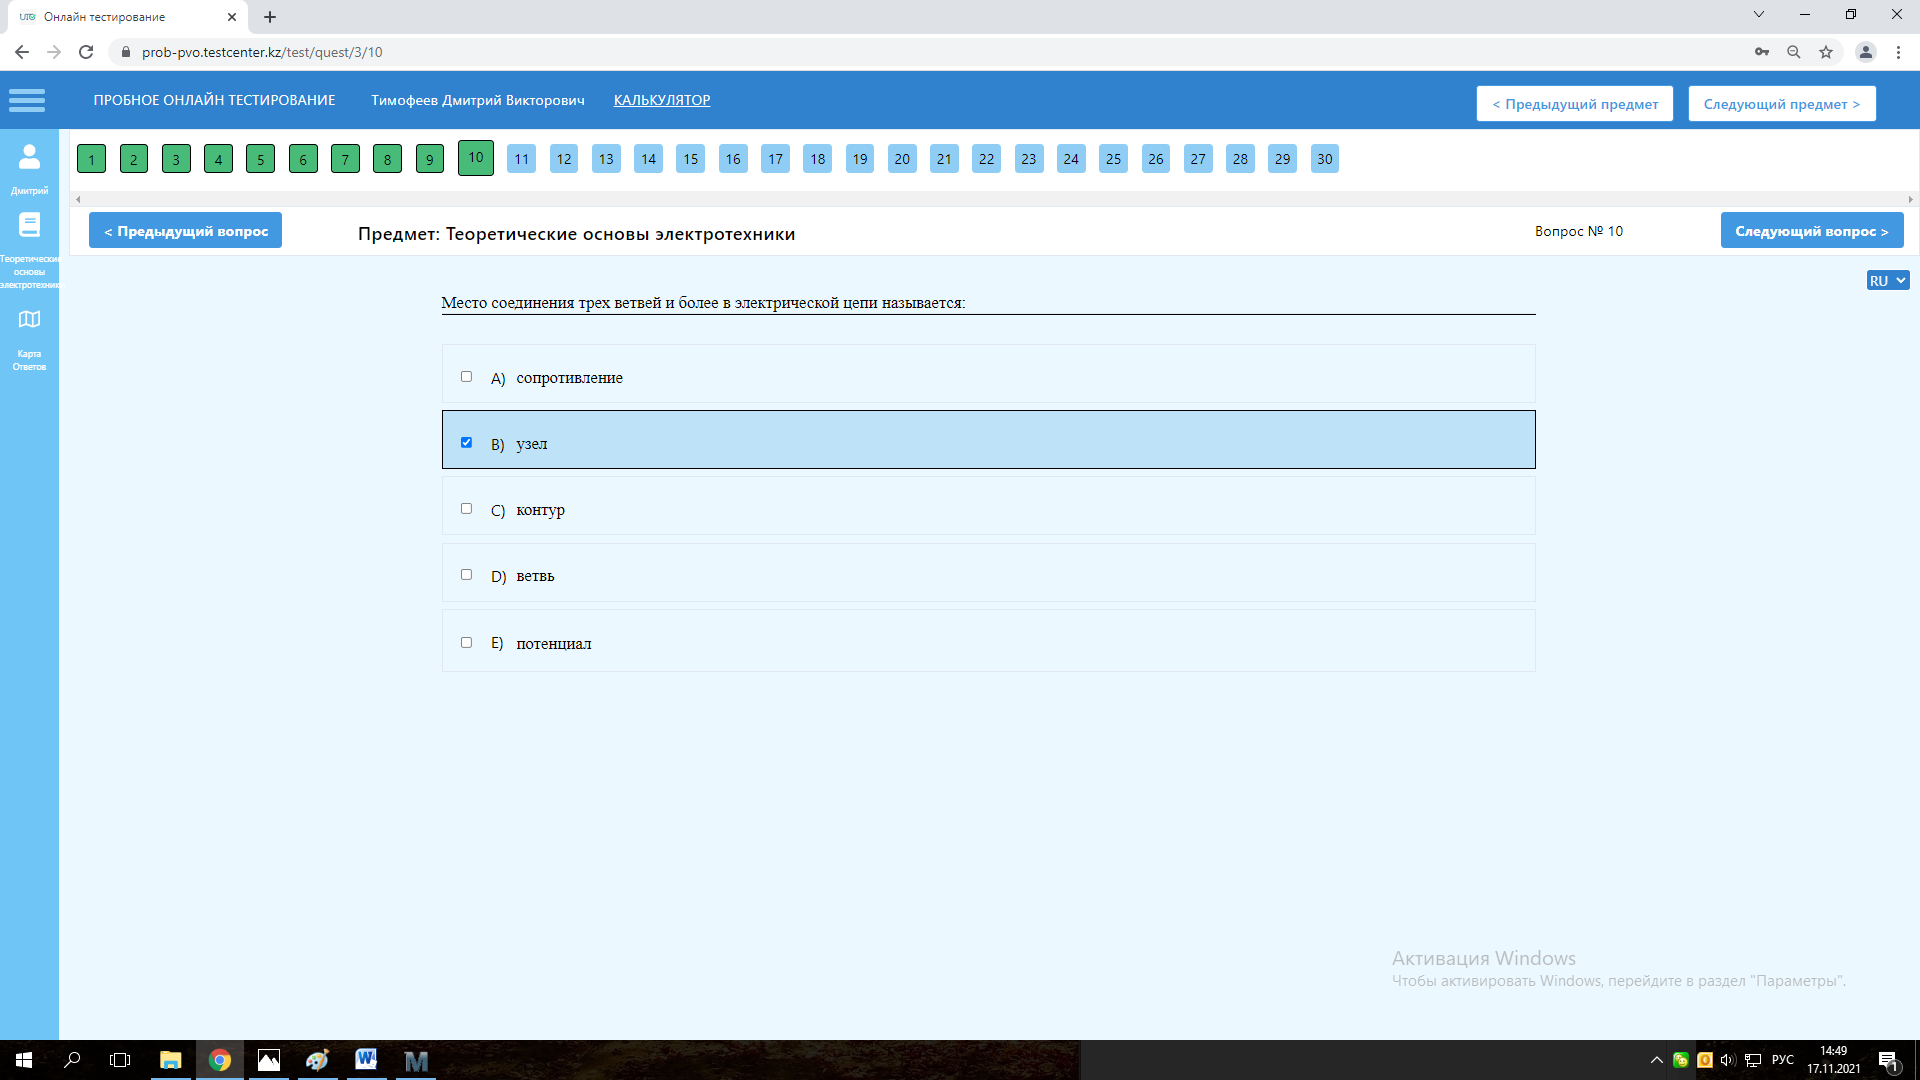 Онлайн тестирование
prob-pvo.testcenter.kz/test/quest/3/10
ПРОБНОЕ ОНЛАЙН ТЕСТИРОВАНИЕ Тимофеев Дмитрий Викторович КАЛЬКУЛЯТОР < Предыдущий предмет Следующий предмет >
1 2 3 4 5 6 7 8 9 10 11 12 13 14 15 16 17 18 19 20 21 22 23 24 25 26 27 28 29 30
Дмитрий
< Предыдущий вопрос Предмет: Теоретические основы электротехники Вопрос № 10 Следующий вопрос >
Теоретические
основы
электротехники
RU
Место соединения трех ветвей и более в электрической цепи называется:
Карта
Ответов
A) сопротивление
B) узел
C) контур
D) ветвь
E) потенциал
Активация Windows
Чтобы активировать Windows, перейдите в раздел "Параметры".
РУС
14:49
17.11.2021
1